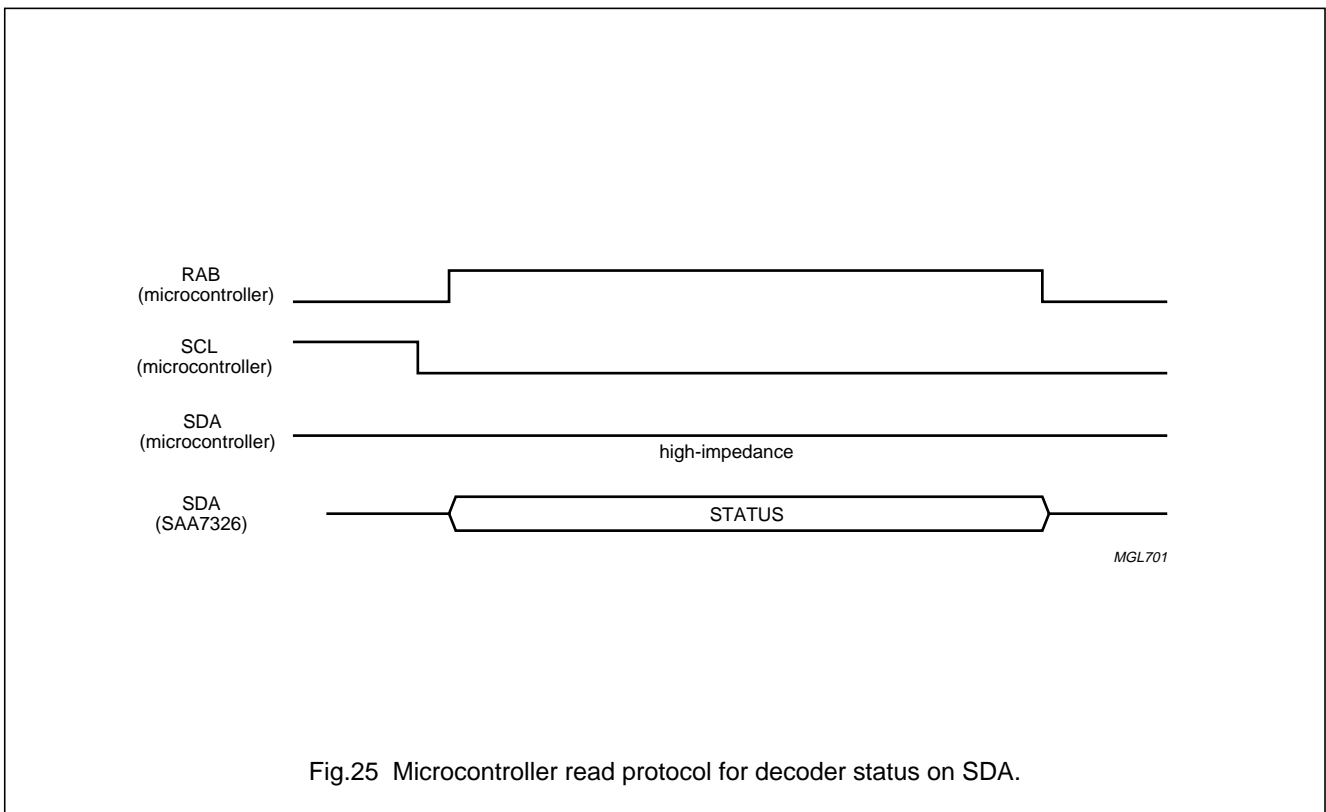 RAB
(microcontroller)
SCL
(microcontroller)
SDA
(microcontroller)
high-impedance
SDA
(SAA7326)
STATUS
MGL701
Fig.25 Microcontroller read protocol for decoder status on SDA.